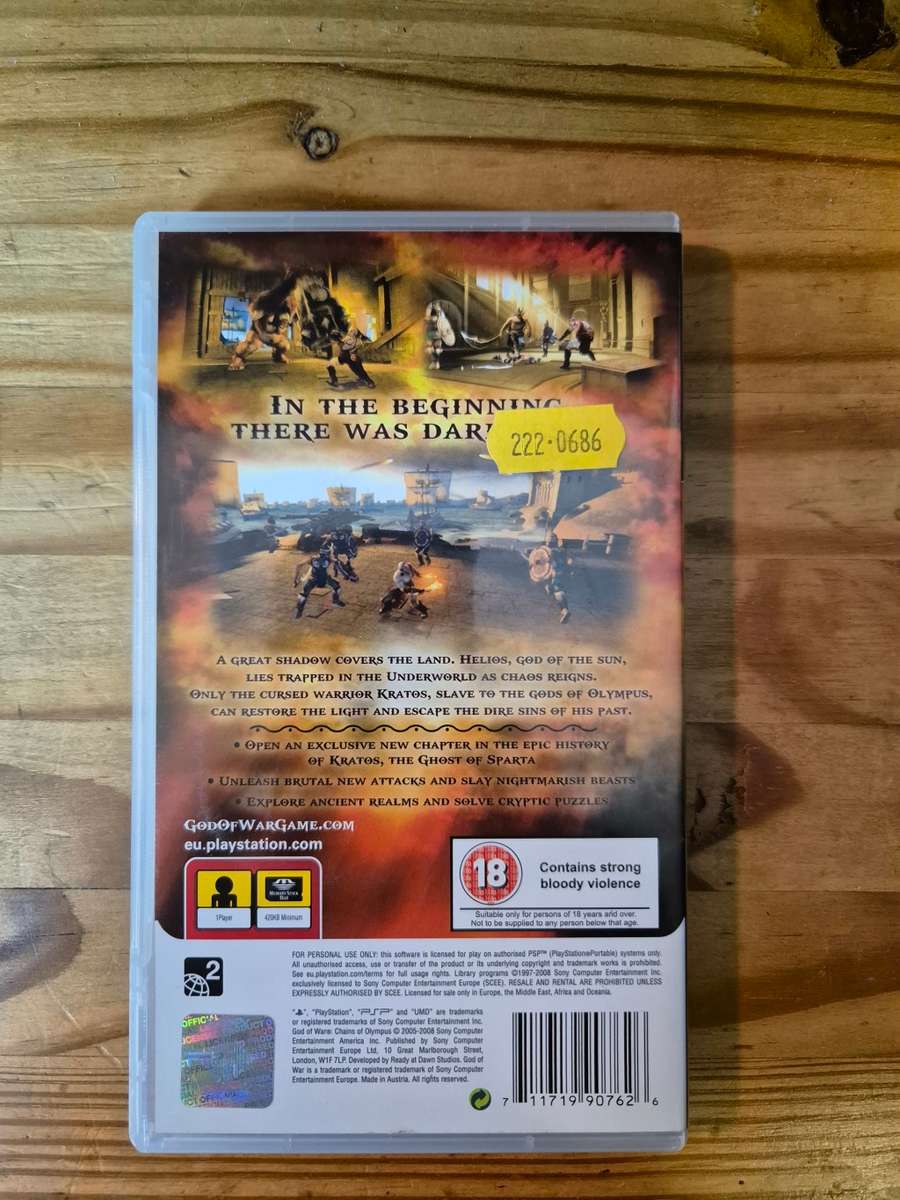 IN THE BEGINNING
THERE WAS DAR
222·0686
A GREAT SHADOW COVERS THE LAND. HELIOS, GOD OF THE SUN,
LIES TRAPPED IN THE UNDERWORLD AS CHAOS REIGNS.
ONLY THE CURSED WARRIOR KRATOS, SLAVE TO THE GODS OF OLYMPUS,
CAN RESTORE THE LIGHT AND ESCAPE THE DIRE SINS OF HIS PAST.
• OPEN AN EXCLUSIVE NEW CHAPTER IN THE EPIC HISTORY
OF KRATOS, THE GHOST OF SPARTA
• UNLEASH BRUTAL NEW ATTACKS AND SLAY NIGHTMARISH BEASTS
• EXPLORE ANCIENT REALMS AND SOLVE CRYPTIC PUZZLES
GODOFWARGAME.COM
eu.playstation.com
1 Player
MEMORY STICK
DUO
420KB Minimum
18
Contains strong
bloody violence
Suitable only for persons of 18 years and over.
Not to be supplied to any person below that age.
2
FOR PERSONAL USE ONLY: this software is licensed for play on authorised PSP™ (PlayStation®Portable) systems only.
All unauthorised access, use or transfer of the product or its underlying copyright and trademark works is prohibited.
See eu.playstation.com/terms for full usage rights. Library programs ©1997-2008 Sony Computer Entertainment Inc.
exclusively licensed to Sony Computer Entertainment Europe (SCEE). RESALE AND RENTAL ARE PROHIBITED UNLESS
EXPRESSLY AUTHORISED BY SCEE. Licensed for sale only in Europe, the Middle East, Africa and Oceania.
"", "PlayStation", "PSP" and "UMD" are trademarks
or registered trademarks of Sony Computer Entertainment Inc.
God of War®: Chains of Olympus © 2005-2008 Sony Computer
Entertainment America Inc. Published by Sony Computer
Entertainment Europe Ltd, 10 Great Marlborough Street,
London, W1F 7LP. Developed by Ready at Dawn Studios. God of
War is a registered trademark of Sony Computer
Entertainment Europe. Made in Austria. All rights reserved.
OFFICIAL
7 11719 90762 6